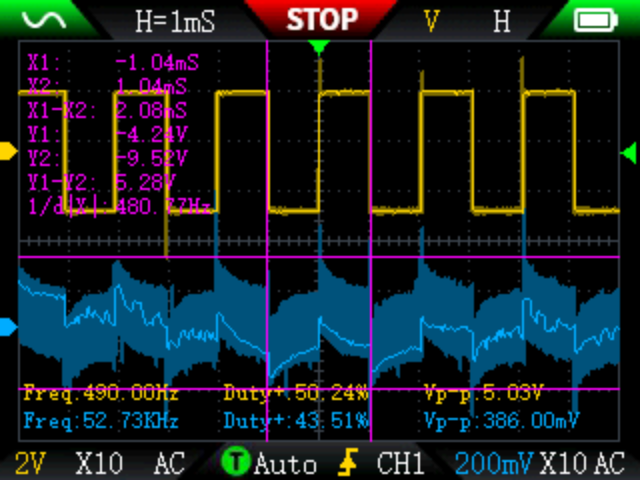 H=1mS STOP V H
X1: -1.04mS
X2: 1.04mS
X1-X2: 2.08mS
Y1: -4.24V
Y2: -9.52V
Y1-Y2: 5.28V
1/d|X|: 480.77Hz
Freq:490.00Hz Duty+:50.24% Vp-p:5.03V
Freq:52.73KHz Duty+:43.51% Vp-p:386.00mV
2V X10 AC T Auto CH1 200mV X10 AC